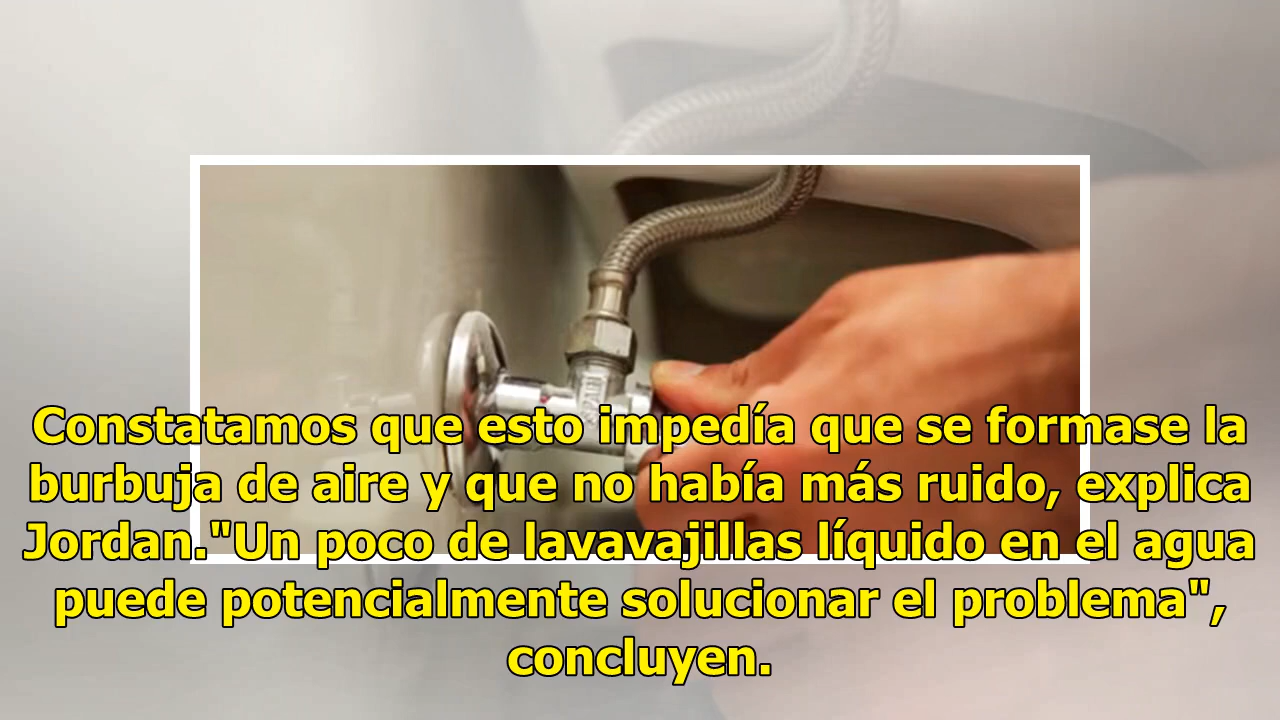 Constatamos que esto impedía que se formase la
burbuja de aire y que no había más ruido, explica
Jordan."Un poco de lavavajillas líquido en el agua
puede potencialmente solucionar el problema",
concluyen.